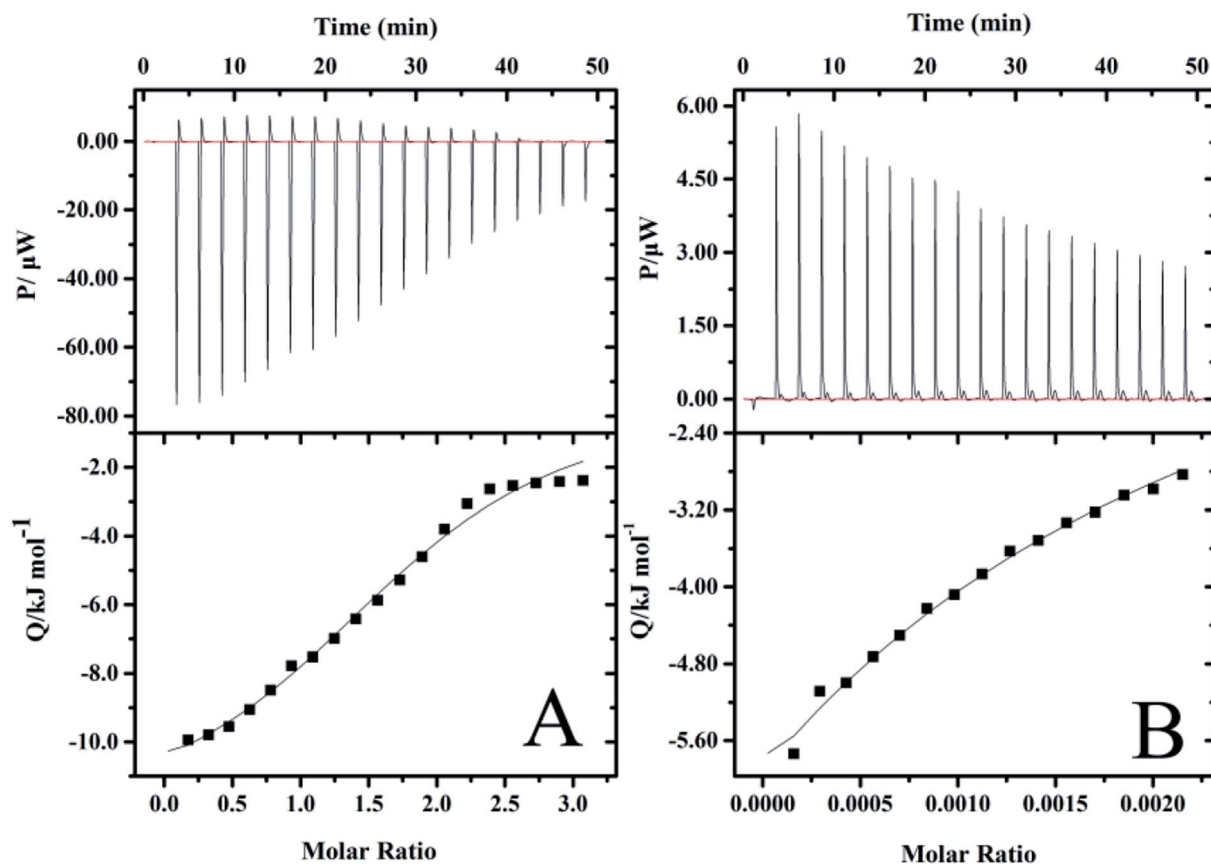 Time (min)
0 10 20 30 40 50
P/ µW
0.00
-20.00
-40.00
-60.00
-80.00
Q/kJ mol-1
-2.0
-4.0
-6.0
-8.0
-10.0
A
0.0 0.5 1.0 1.5 2.0 2.5 3.0
Molar Ratio
Time (min)
0 10 20 30 40 50
P/µW
6.00
4.50
3.00
1.50
0.00
Q/kJ mol-1
-2.40
-3.20
-4.00
-4.80
-5.60
B
0.0000 0.0005 0.0010 0.0015 0.0020
Molar Ratio